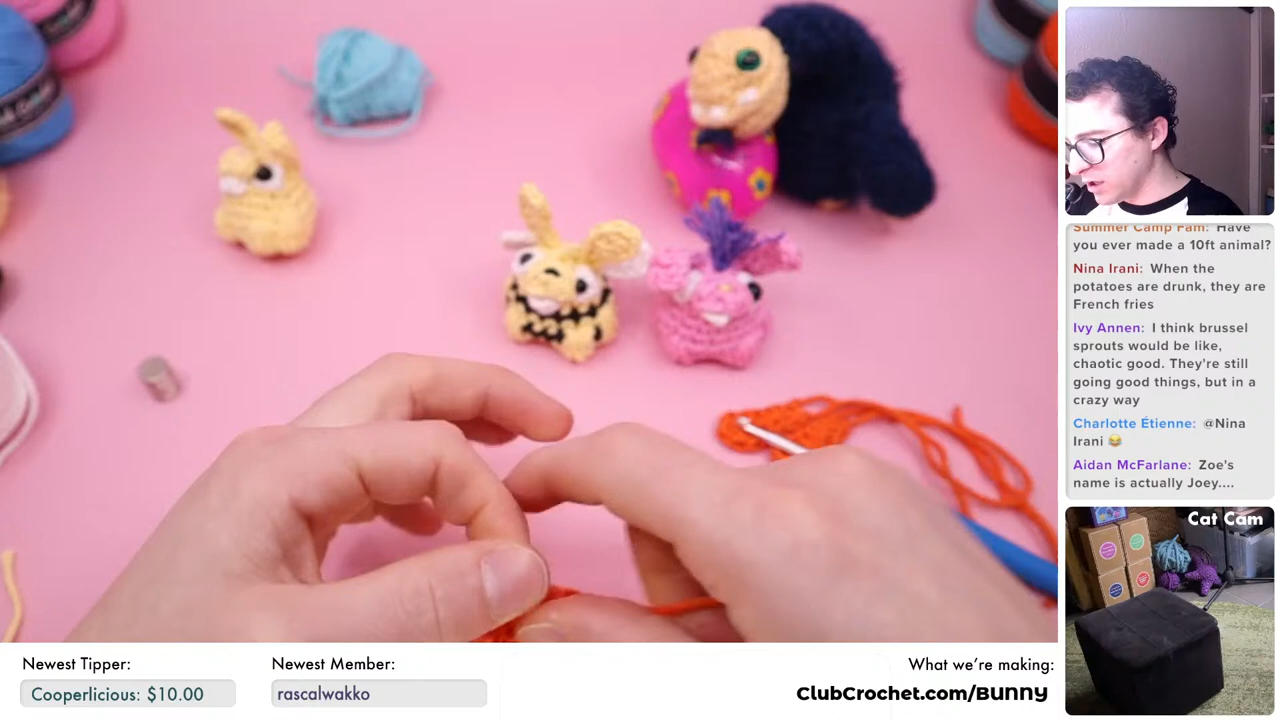 Summer Camp Fam: Have
you ever made a 10ft animal?
Nina Irani: When the
potatoes are drunk, they are
French fries
Ivy Annen: I think brussel
sprouts would be like,
chaotic good. They're still
going good things, but in a
crazy way
Charlotte Étienne: @Nina
Irani 😂
Aidan McFarlane: Zoe's
name is actually Joey....
Cat Cam
Newest Tipper:
Cooperlicious: $10.00
Newest Member:
rascalwakko
What we're making:
ClubCrochet.com/BUNNY